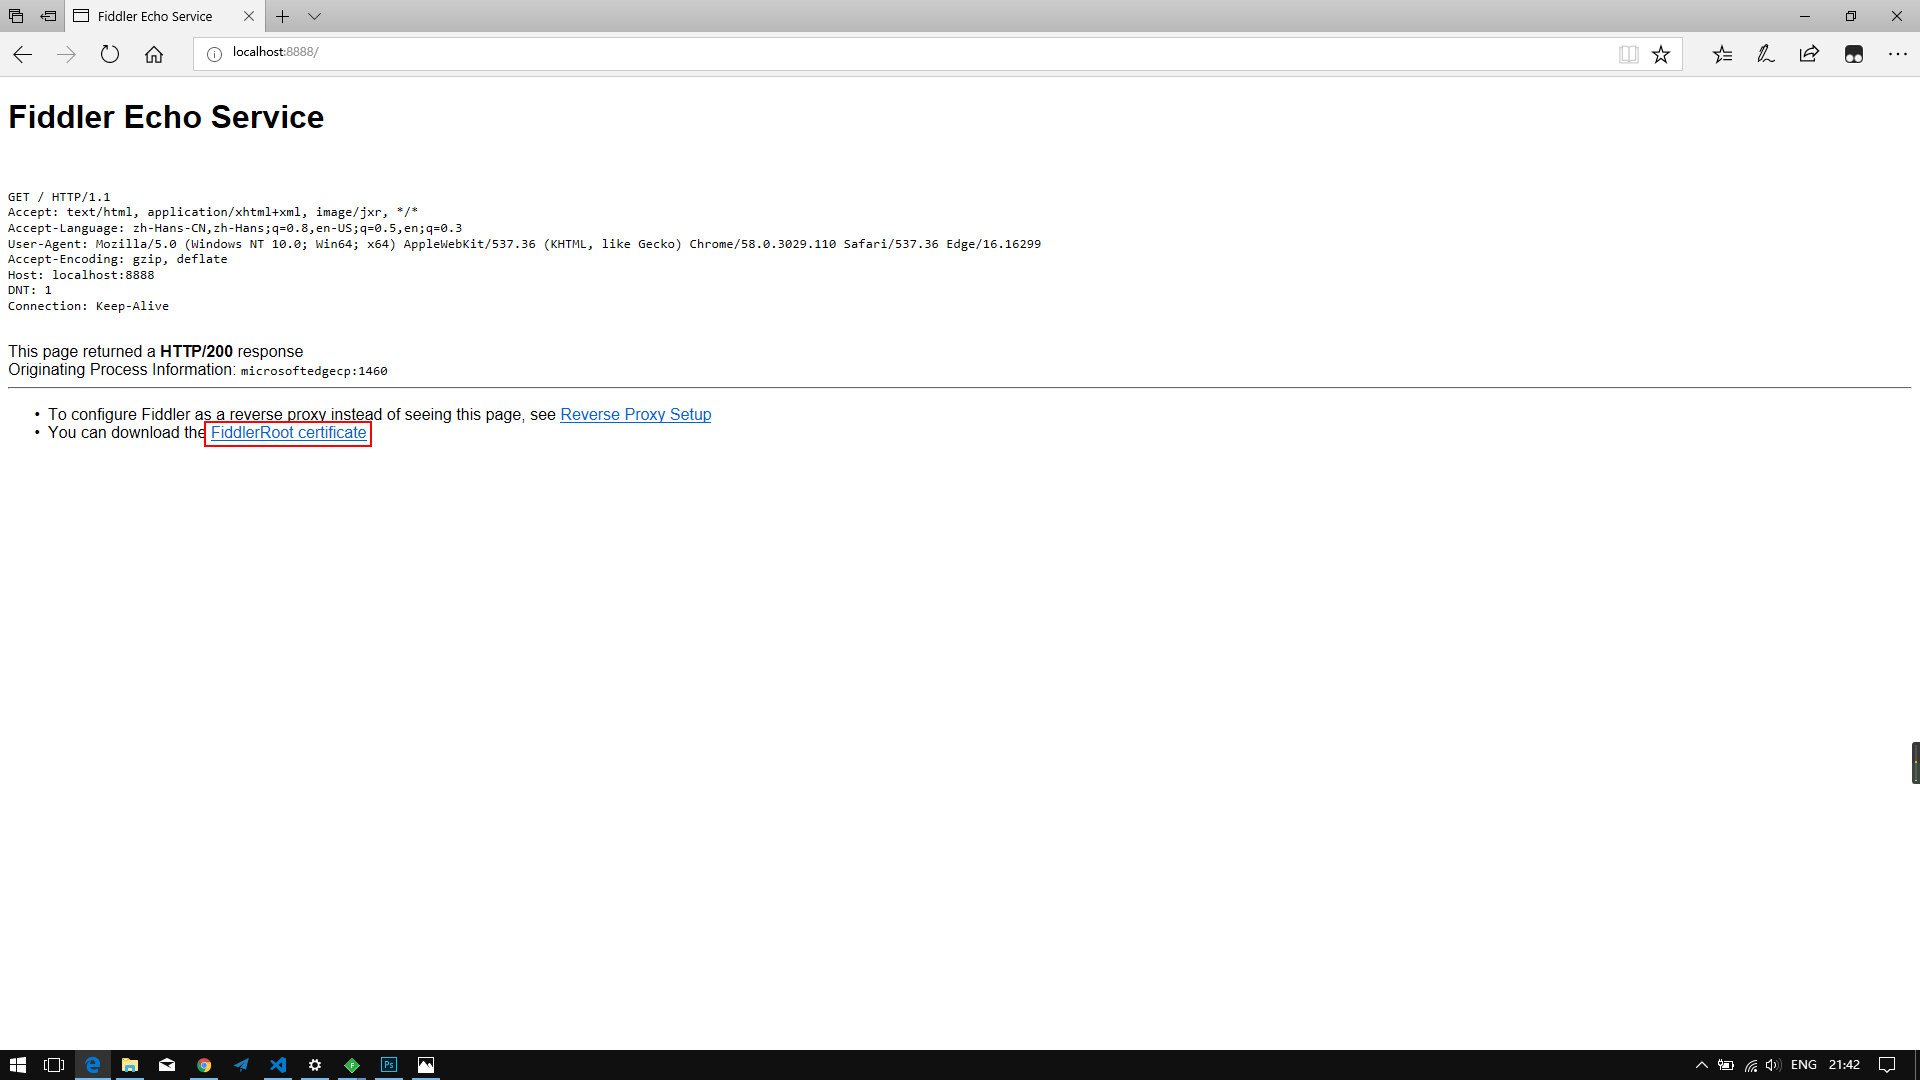 Fiddler Echo Service
localhost:8888/
Fiddler Echo Service
GET / HTTP/1.1
Accept: text/html, application/xhtml+xml, image/jxr, */*
Accept-Language: zh-Hans-CN,zh-Hans;q=0.8,en-US;q=0.5,en;q=0.3
User-Agent: Mozilla/5.0 (Windows NT 10.0; Win64; x64) AppleWebKit/537.36 (KHTML, like Gecko) Chrome/58.0.3029.110 Safari/537.36 Edge/16.16299
Accept-Encoding: gzip, deflate
Host: localhost:8888
DNT: 1
Connection: Keep-Alive
This page returned a HTTP/200 response
Originating Process Information: microsoftedgecp:1460
• To configure Fiddler as a reverse proxy instead of seeing this page, see Reverse Proxy Setup
• You can download the FiddlerRoot certificate
Ps
ENG 21:42